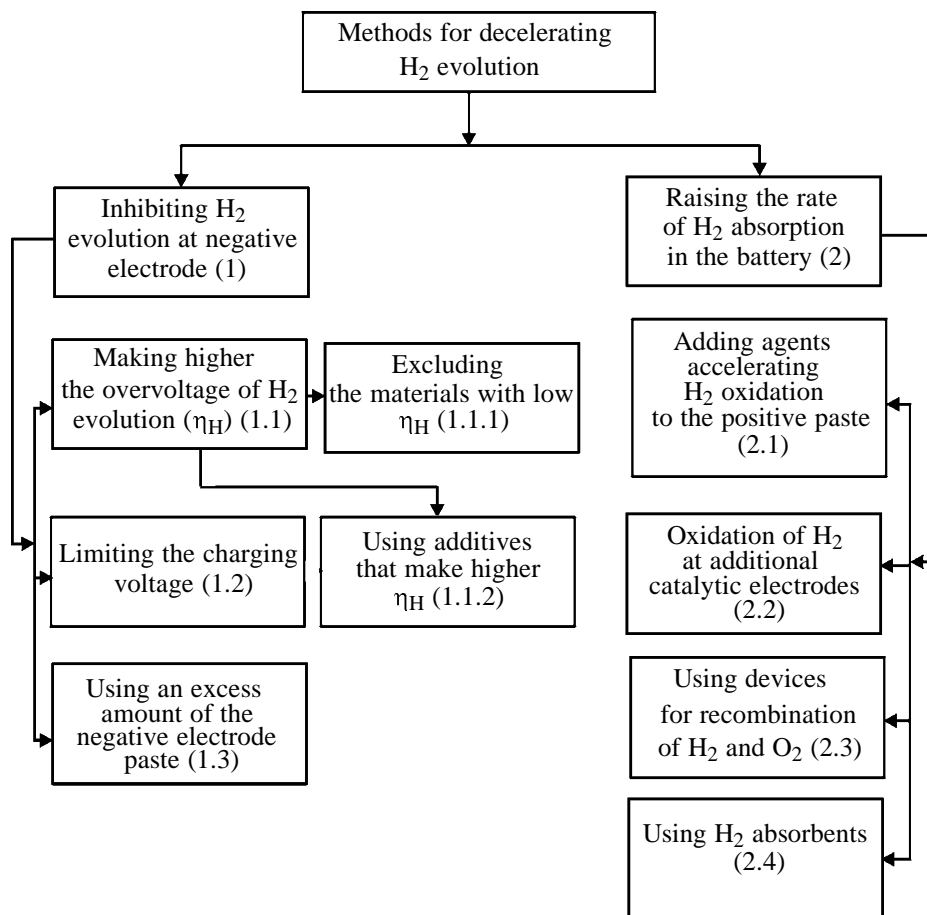 Methods for decelerating
H₂ evolution
Inhibiting H₂
evolution at negative
electrode (1)
Raising the rate
of H₂ absorption
in the battery (2)
Making higher
the overvoltage of H₂
evolution (η_H) (1.1)
Excluding
the materials with low
η_H (1.1.1)
Adding agents
accelerating
H₂ oxidation
to the positive paste
(2.1)
Limiting the charging
voltage (1.2)
Using additives
that make higher
η_H (1.1.2)
Oxidation of H₂
at additional
catalytic electrodes
(2.2)
Using an excess
amount of the
negative electrode
paste (1.3)
Using devices
for recombination
of H₂ and O₂ (2.3)
Using H₂ absorbents
(2.4)